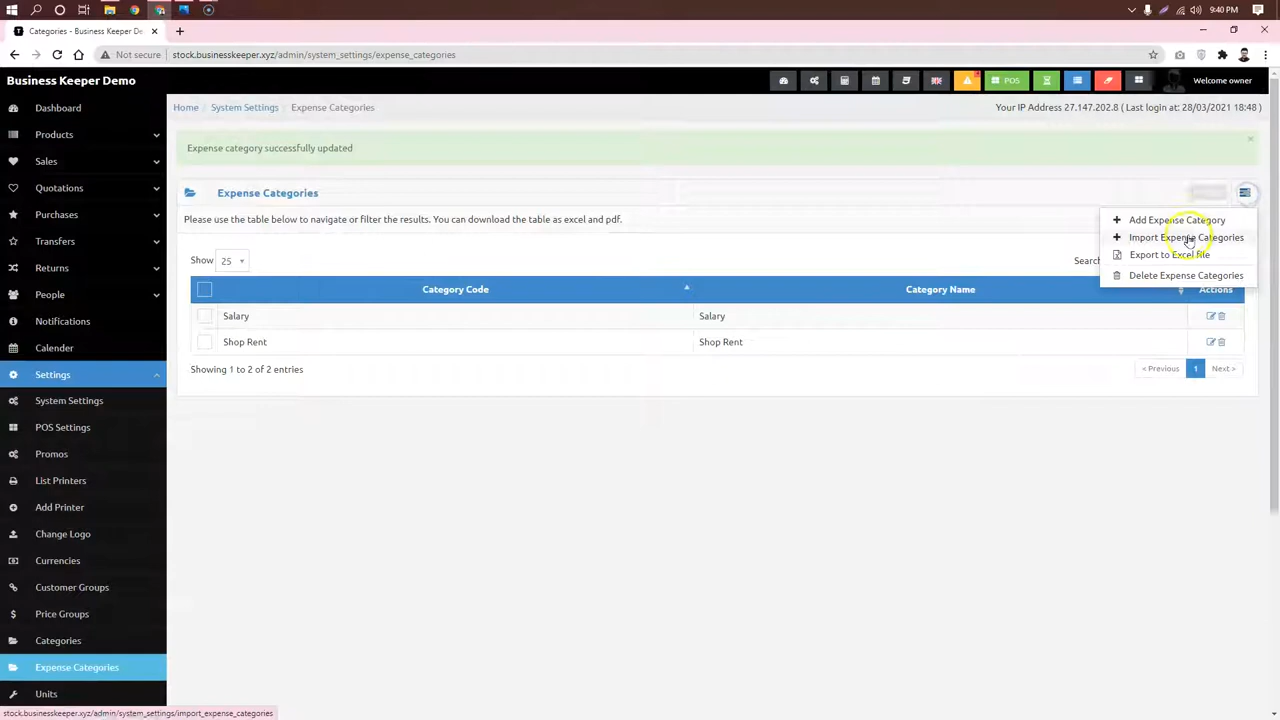 9:40 PM
Categories - Business Keeper De
Not secure
stock.businesskeeper.xyz/admin/system_settings/expense_categories
Business Keeper Demo
POS
Welcome owner
Dashboard
Products
Sales
Quotations
Purchases
Transfers
Returns
People
Notifications
Calender
Settings
System Settings
POS Settings
Promos
List Printers
Add Printer
Change Logo
Currencies
Customer Groups
Price Groups
Categories
Expense Categories
Units
Home / System Settings / Expense Categories
Your IP Address 27.147.202.8 ( Last login at: 28/03/2021 18:48 )
Expense category successfully updated
×
Expense Categories
Please use the table below to navigate or filter the results. You can download the table as excel and pdf.
Add Expense Category
Import Expense Categories
Export to Excel file
Delete Expense Categories
Show 25
Search
Category Code Category Name Actions
Salary Salary
Shop Rent Shop Rent
Showing 1 to 2 of 2 entries
< Previous 1 Next >
stock.businesskeeper.xyz/admin/system_settings/import_expense_categories